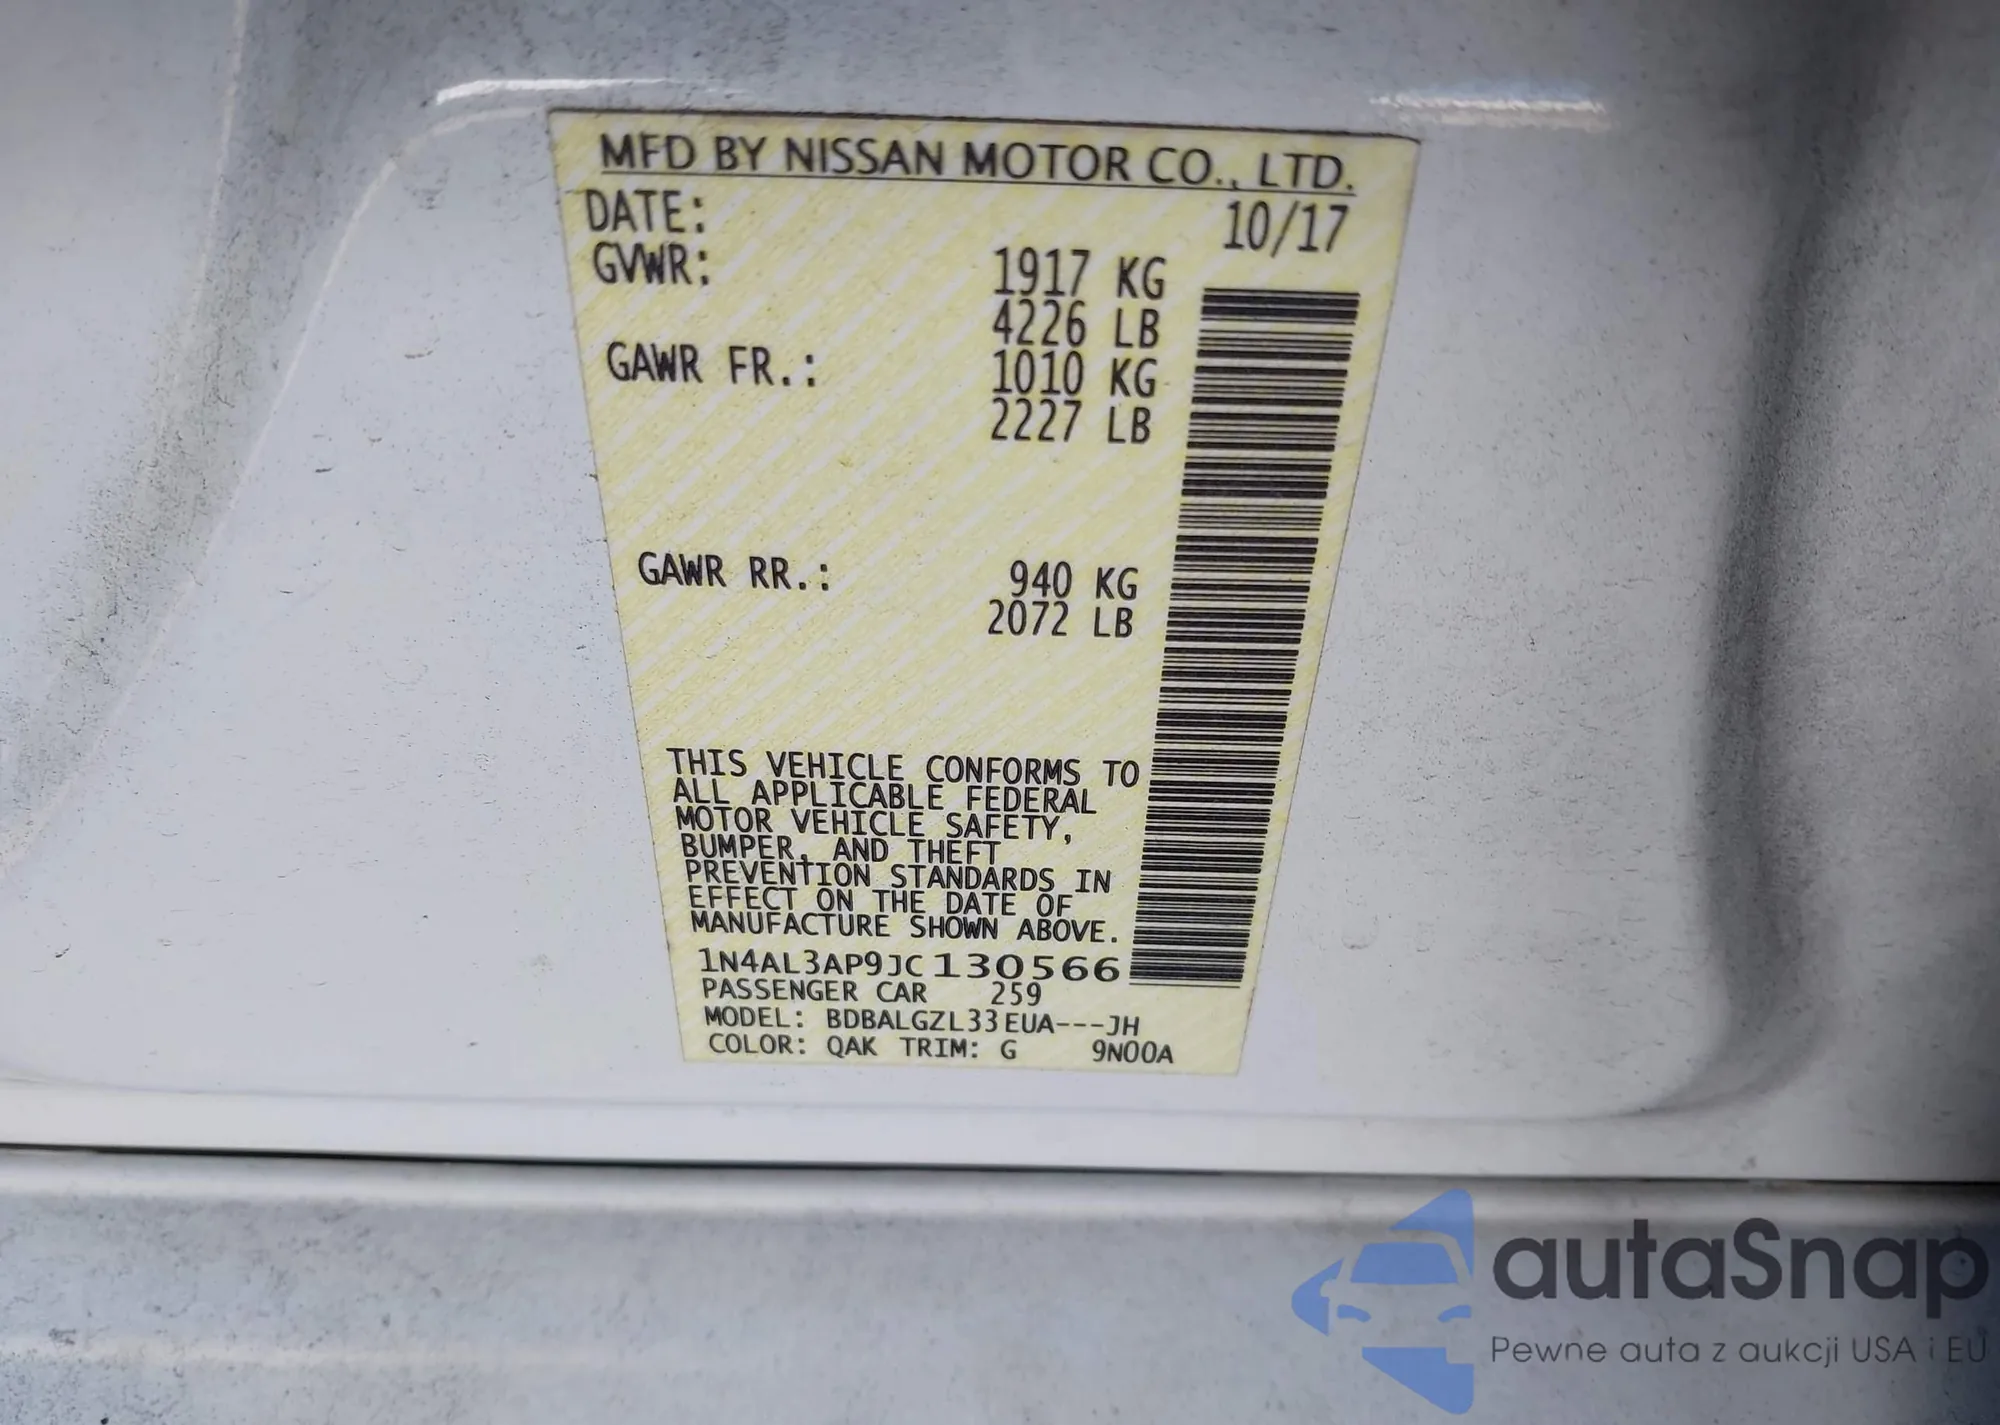 MFD BY NISSAN MOTOR CO., LTD.
DATE: 10/17
GVWR: 1917 KG
4226 LB
GAWR FR.: 1010 KG
2227 LB
GAWR RR.: 940 KG
2072 LB
THIS VEHICLE CONFORMS TO
ALL APPLICABLE FEDERAL
MOTOR VEHICLE SAFETY,
BUMPER, AND THEFT
PREVENTION STANDARDS IN
EFFECT ON THE DATE OF
MANUFACTURE SHOWN ABOVE.
1N4AL3AP9JC130566
PASSENGER CAR 259
MODEL: BDBALGZL33EUA---JH
COLOR: QAK TRIM: G 9N00A
autaSnap
Pewne auta z aukcji USA i EU